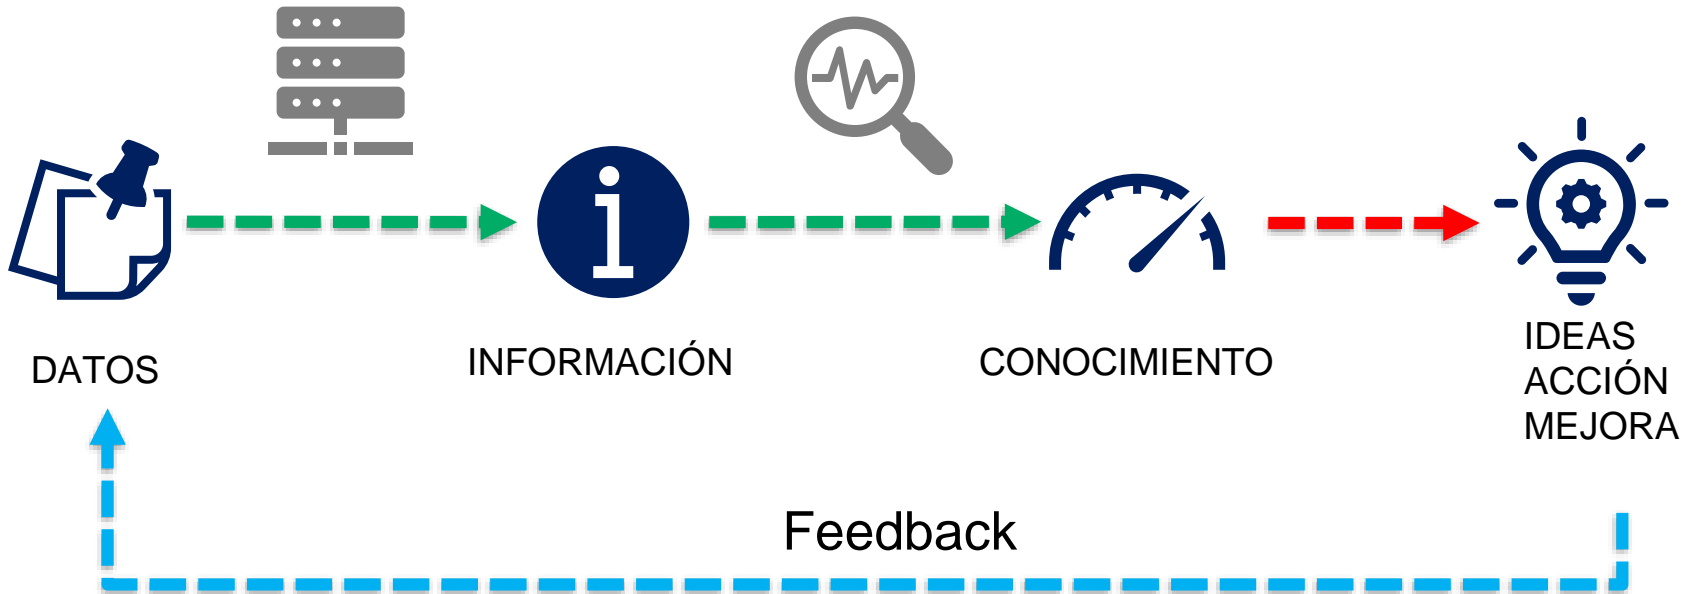 DATOS
INFORMACIÓN
CONOCIMIENTO
IDEAS
ACCIÓN
MEJORA
Feedback